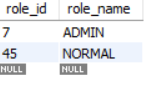 role_id role_name
7 ADMIN
45 NORMAL
NULL NULL